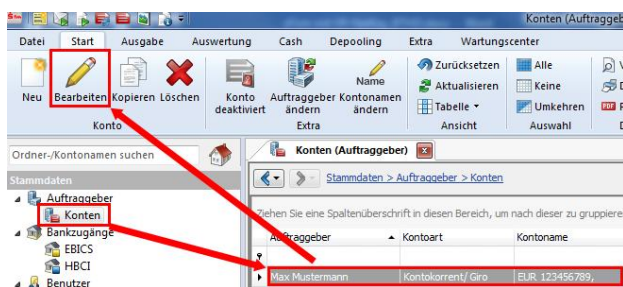 Konten (Auftraggeb
Datei Start Ausgabe Auswertung Cash Depooling Extra Wartungscenter
Neu Bearbeiten Kopieren Löschen Konto deaktiviert Auftraggeber ändern Name Kontonamen ändern Zurücksetzen Alle
Aktualisieren Keine
Tabelle Umkehren
Konto Extra Ansicht Auswahl
Ordner-/Kontonamen suchen
Konten (Auftraggeber)
Stammdaten
Stammdaten > Auftraggeber > Konten
Auftraggeber
Konten
Ziehen Sie eine Spaltenüberschrift in diesen Bereich, um nach dieser zu gruppiere
Bankzugänge
EBICS
HBCI
Benutzer
Auftraggeber Kontoart Kontoname
Max Mustermann Kontokorrent/ Giro EUR 123456789,